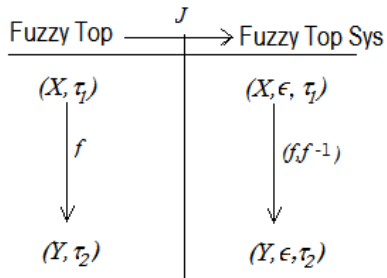 J
Fuzzy Top Fuzzy Top Sys
(X, τ₁) (X, ϵ, τ₁)
f (f,f⁻¹)
(Y, τ₂) (Y, ϵ, τ₂)